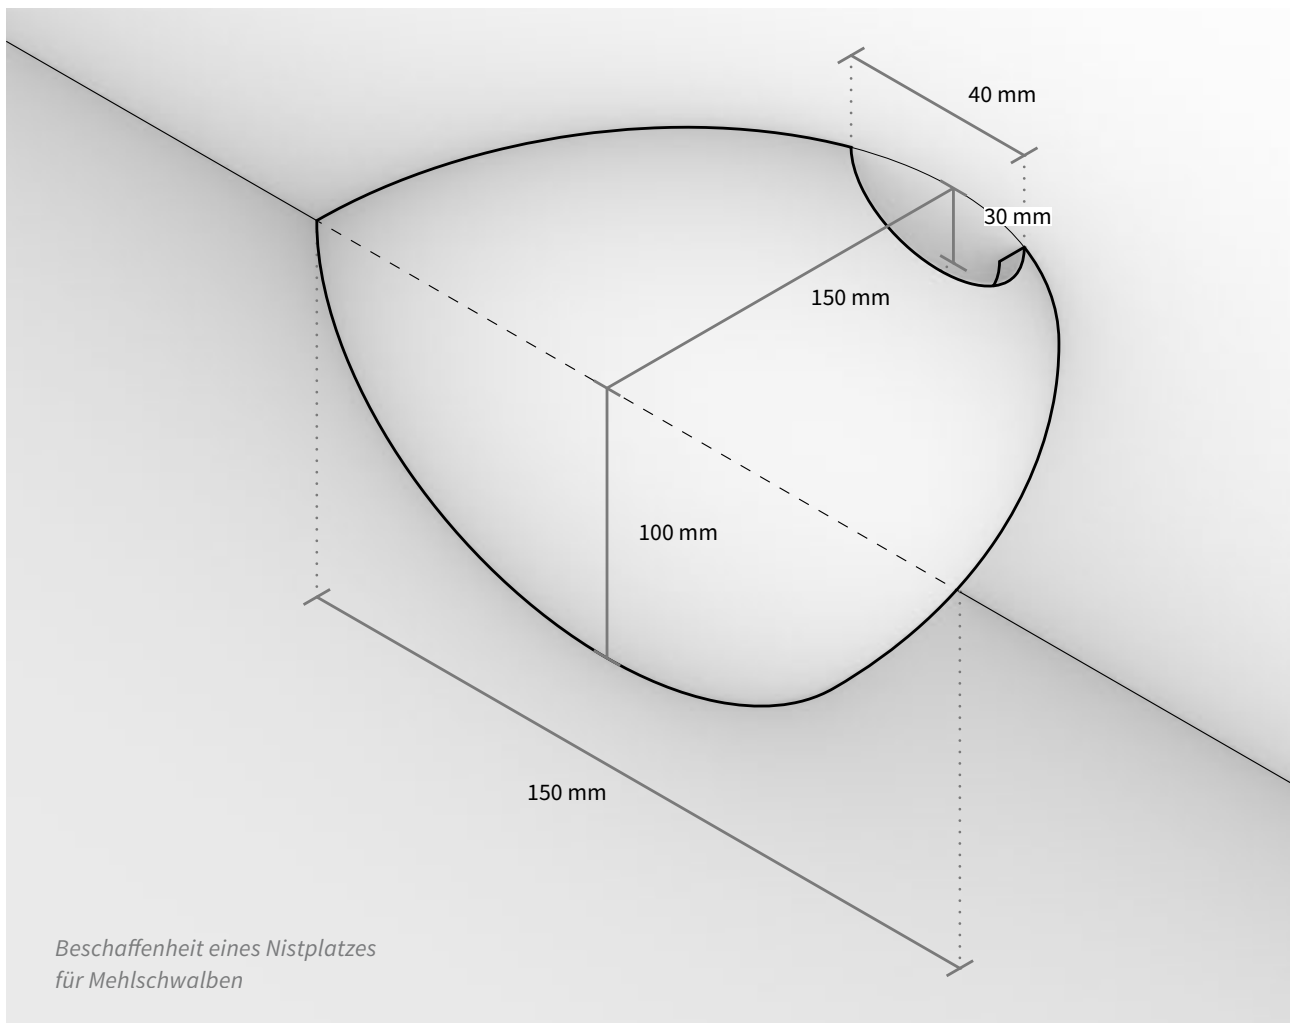 40 mm
30 mm
150 mm
100 mm
150 mm
Beschaffenheit eines Nistplatzes
für Mehlschwalben